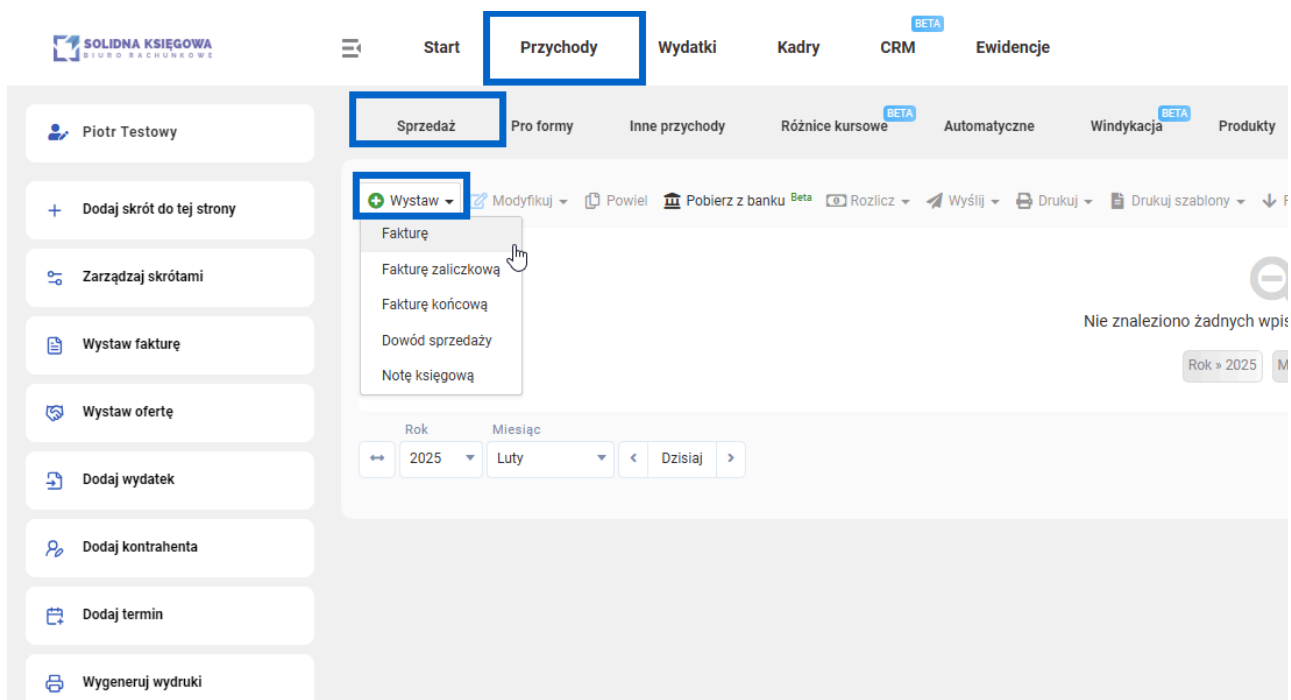 SOLIDNA KSIĘGOWA
BIURO RACHUNKOWE
Start
Przychody
Wydatki
Kadry
CRM
BETA
Ewidencje
Piotr Testowy
Dodaj skrót do tej strony
Zarządzaj skrótami
Wystaw fakturę
Wystaw ofertę
Dodaj wydatek
Dodaj kontrahenta
Dodaj termin
Wygeneruj wydruki
Sprzedaż
Pro formy
Inne przychody
Różnice kursowe
BETA
Automatyczne
Windykacja
BETA
Produkty
Wystaw
Modyfikuj
Powiel
Pobierz z banku Beta
Rozlicz
Wyślij
Drukuj
Drukuj szablony
Fakturę
Fakturę zaliczkową
Fakturę końcową
Dowód sprzedaży
Notę księgową
Nie znaleziono żadnych
Rok » 2025
Rok
Miesiąc
2025
Luty
Dzisiaj